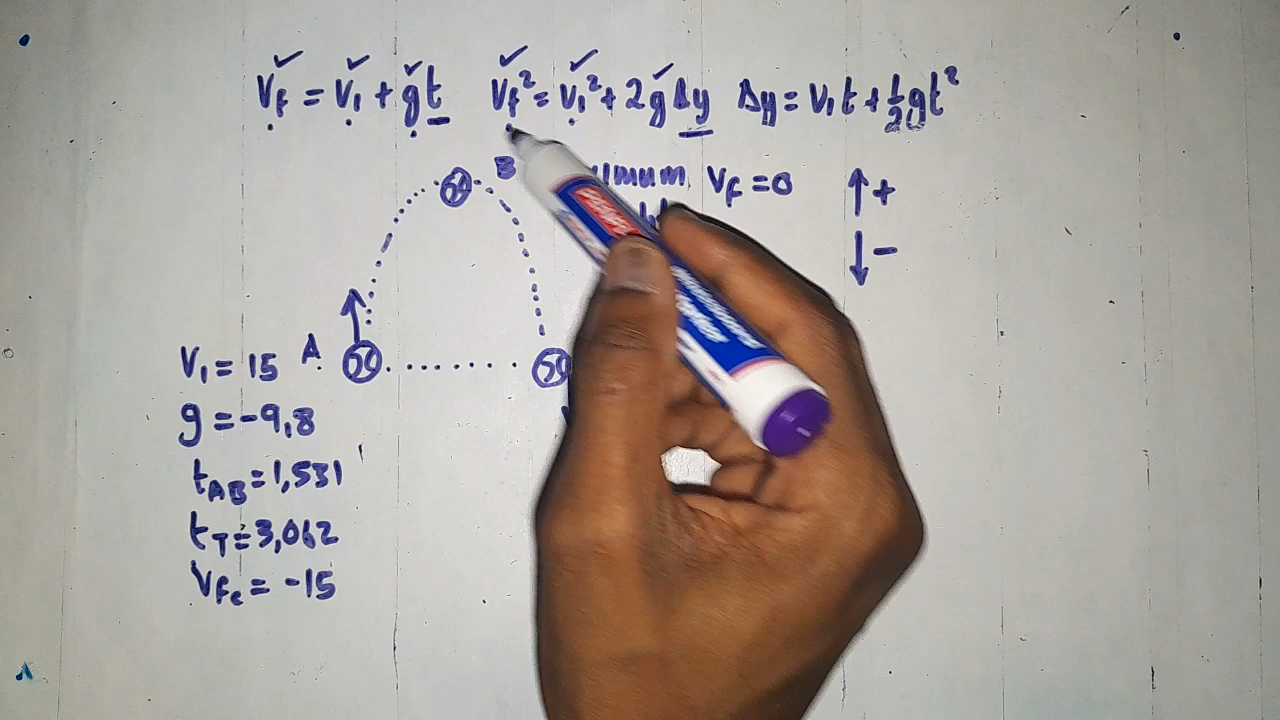 Vf = V₁ + gt Vf² = V₁² + 2gΔy Δy = V₁t + ½gt²
B Vf = 0 ↑ +
↓ −
V₁ = 15 A
g = -9,8
tAB = 1,531
tT = 3,062
Vfc = -15